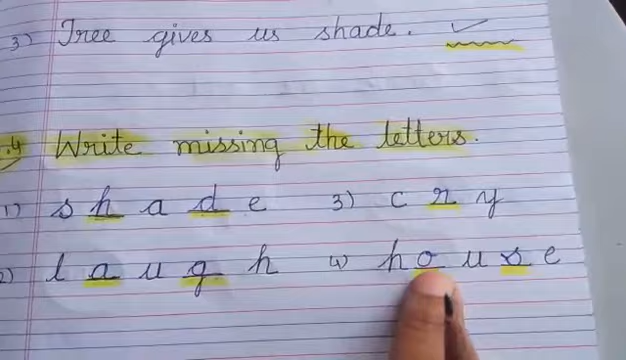 3) Tree gives us shade.
.4 Write missing the letters.
1) s h a d e 3) c r y
2) l a u g h 4) h o u s e